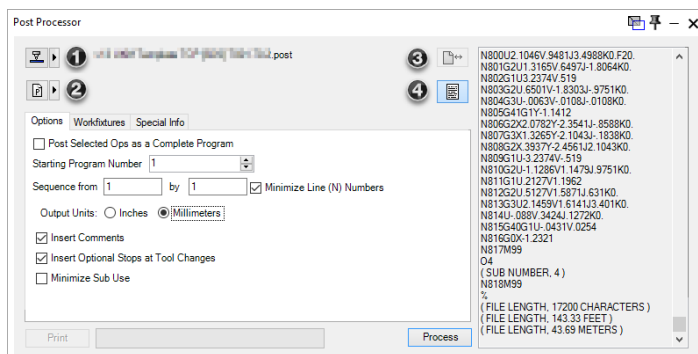 Post Processor
1
.post
3
2
4
Options Workfixtures Special Info
Post Selected Ops as a Complete Program
Starting Program Number 1
Sequence from 1 by 1 Minimize Line (N) Numbers
Output Units: Inches Millimeters
Insert Comments
Insert Optional Stops at Tool Changes
Minimize Sub Use
Print
Process
N800U2.1046V.9481J3.4988K0.F20.
N801G2U1.3165V.6497J-1.8064K0.
N802G1U3.2374V.519
N803G2U.6501V-1.8303J-.9751K0.
N804G3U-.0063V-.0108J-.0108K0.
N805G41G1Y-1.1412
N806G2X2.0782Y-2.3541J-.8588K0.
N807G3X1.3265Y-2.1043J-.1838K0.
N808G2X.3937Y-2.4561J2.1043K0.
N809G1U-3.2374V-.519
N810G2U-1.1286V1.1479J.9751K0.
N811G1U.2127V1.1962
N812G2U.5127V1.5871J.631K0.
N813G3U2.1459V1.6141J3.401K0.
N814U-.088V.3424J.1272K0.
N815G40G1U-.0431V.0254
N816G0X-1.2321
N817M99
O4
( SUB NUMBER, 4 )
N818M99
%
( FILE LENGTH, 17200 CHARACTERS )
( FILE LENGTH, 143.33 FEET )
( FILE LENGTH, 43.69 METERS )